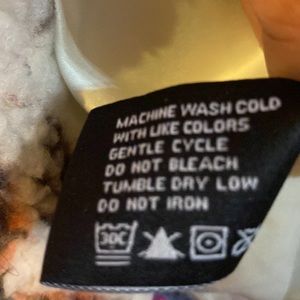 MACHINE WASH COLD
WITH LIKE COLORS
GENTLE CYCLE
DO NOT BLEACH
TUMBLE DRY LOW
DO NOT IRON
30C